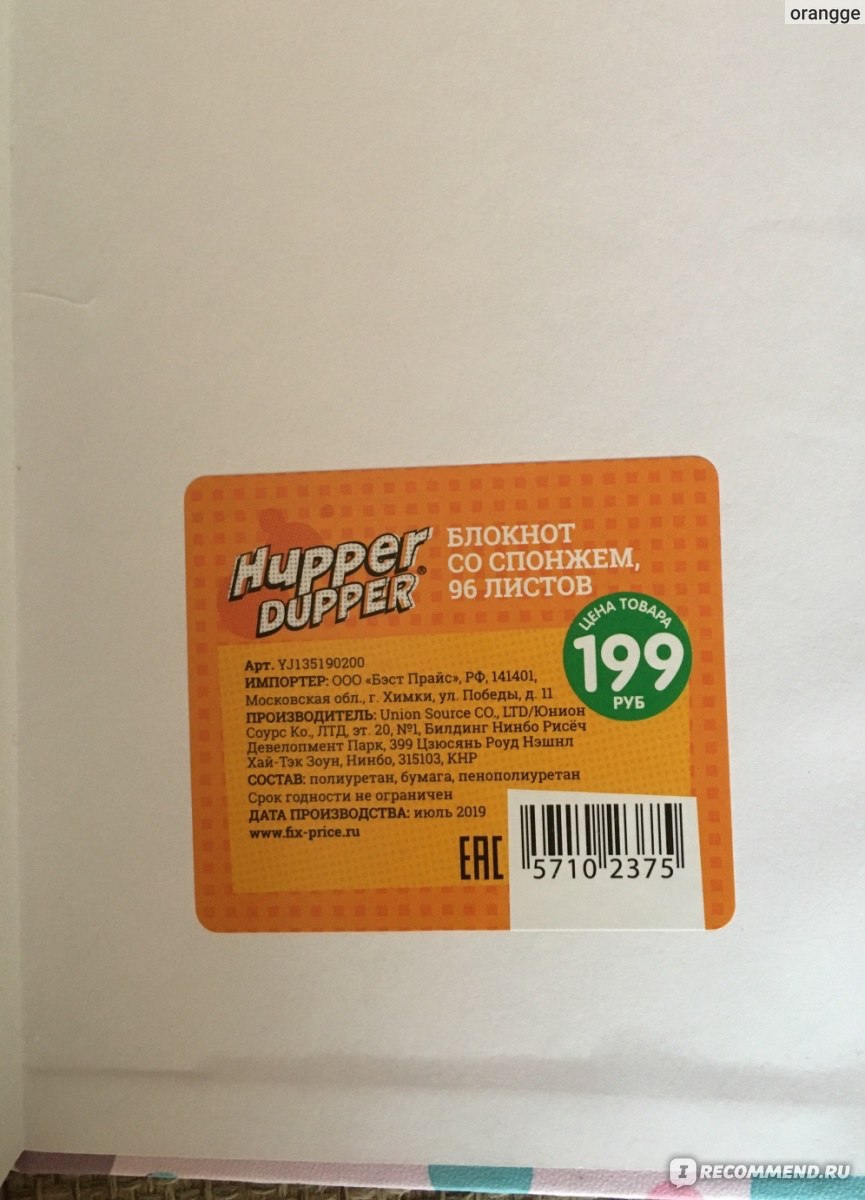 orangge
Hupper
DUPPER®
БЛОКНОТ
СО СПОНЖЕМ,
96 ЛИСТОВ
ЦЕНА ТОВАРА
199
РУБ
Арт. YJ135190200
ИМПОРТЕР: ООО «Бэст Прайс», РФ, 141401,
Московская обл., г. Химки, ул. Победы, д. 11
ПРОИЗВОДИТЕЛЬ: Union Source CO., LTD/Юнион
Соурс Ко., ЛТД, эт. 20, №1, Билдинг Нинбо Рисёч
Девелопмент Парк, 399 Цзюсянь Роуд Нэшнл
Хай-Тэк Зоун, Нинбо, 315103, КНР
СОСТАВ: полиуретан, бумага, пенополиуретан
Срок годности не ограничен
ДАТА ПРОИЗВОДСТВА: июль 2019
www.fix-price.ru
EAC
5710 2375
I RECOMMEND.RU